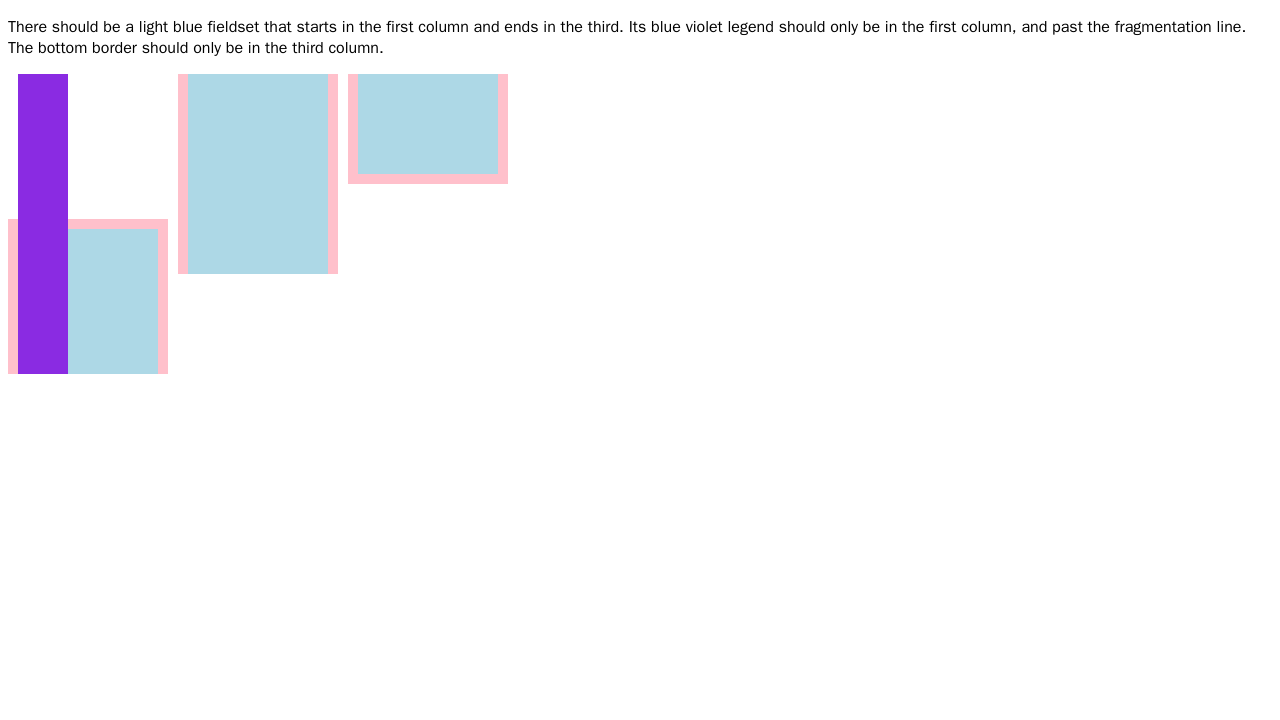 There should be a light blue fieldset that starts in the first column and ends in the third. Its blue violet legend should only be in the first column, and past the fragmentation line.
The bottom border should only be in the third column.